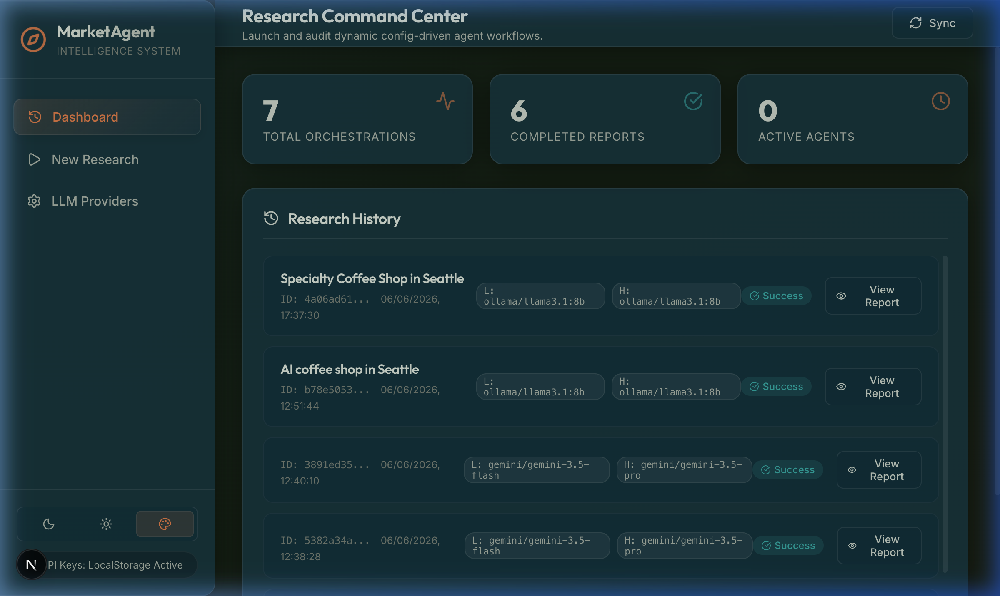 MarketAgent
INTELLIGENCE SYSTEM
Dashboard
New Research
LLM Providers
N
PI Keys: LocalStorage Active
Research Command Center
Launch and audit dynamic config-driven agent workflows.
Sync
7
TOTAL ORCHESTRATIONS
6
COMPLETED REPORTS
0
ACTIVE AGENTS
Research History
Specialty Coffee Shop in Seattle
ID: 4a06ad61... 06/06/2026,
17:37:30
L:
ollama/llama3.1:8b
H:
ollama/llama3.1:8b
Success
View
Report
AI coffee shop in Seattle
ID: b78e5053... 06/06/2026,
12:51:44
L:
ollama/llama3.1:8b
H:
ollama/llama3.1:8b
Success
View
Report
ID: 3891ed35... 06/06/2026,
12:40:10
L: gemini/gemini-3.5-
flash
H: gemini/gemini-3.5-
pro
Success
View
Report
ID: 5382a34a... 06/06/2026,
12:38:28
L: gemini/gemini-3.5-
flash
H: gemini/gemini-3.5-
pro
Success
View
Report